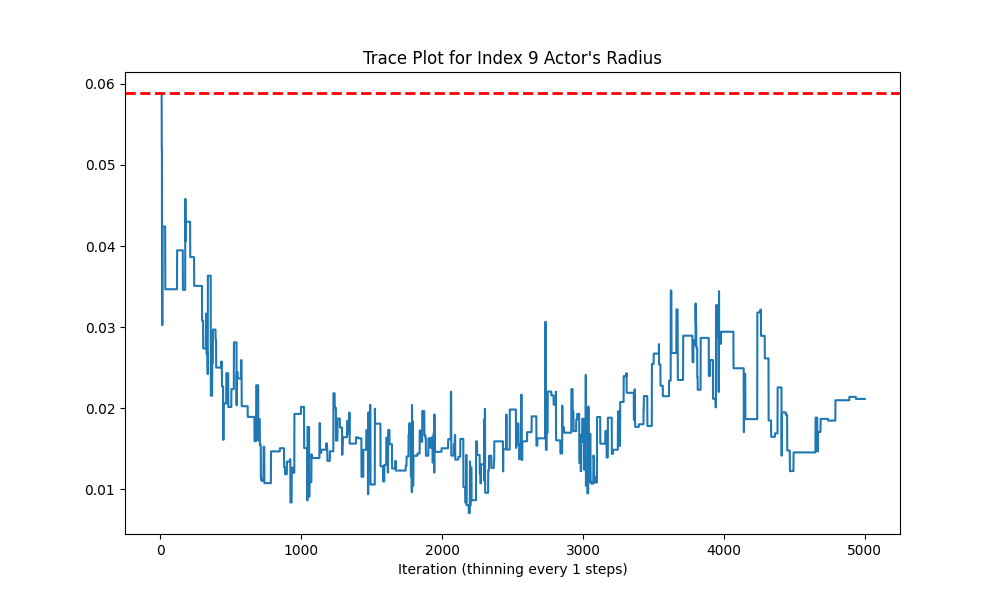 Trace Plot for Index 9 Actor's Radius
0.06
0.05
0.04
0.03
0.02
0.01
0 1000 2000 3000 4000 5000
Iteration (thinning every 1 steps)